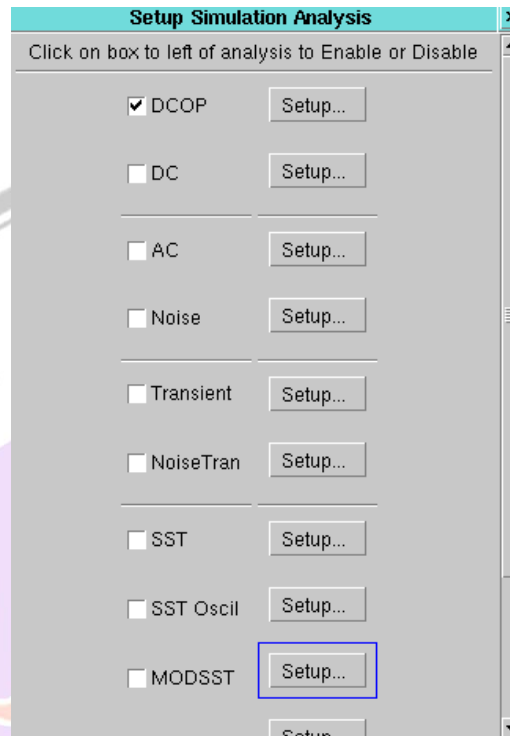 Setup Simulation Analysis
Click on box to left of analysis to Enable or Disable
DCOP Setup...
DC Setup...
AC Setup...
Noise Setup...
Transient Setup...
NoiseTran Setup...
SST Setup...
SST Oscil Setup...
MODSST Setup...
Setup...